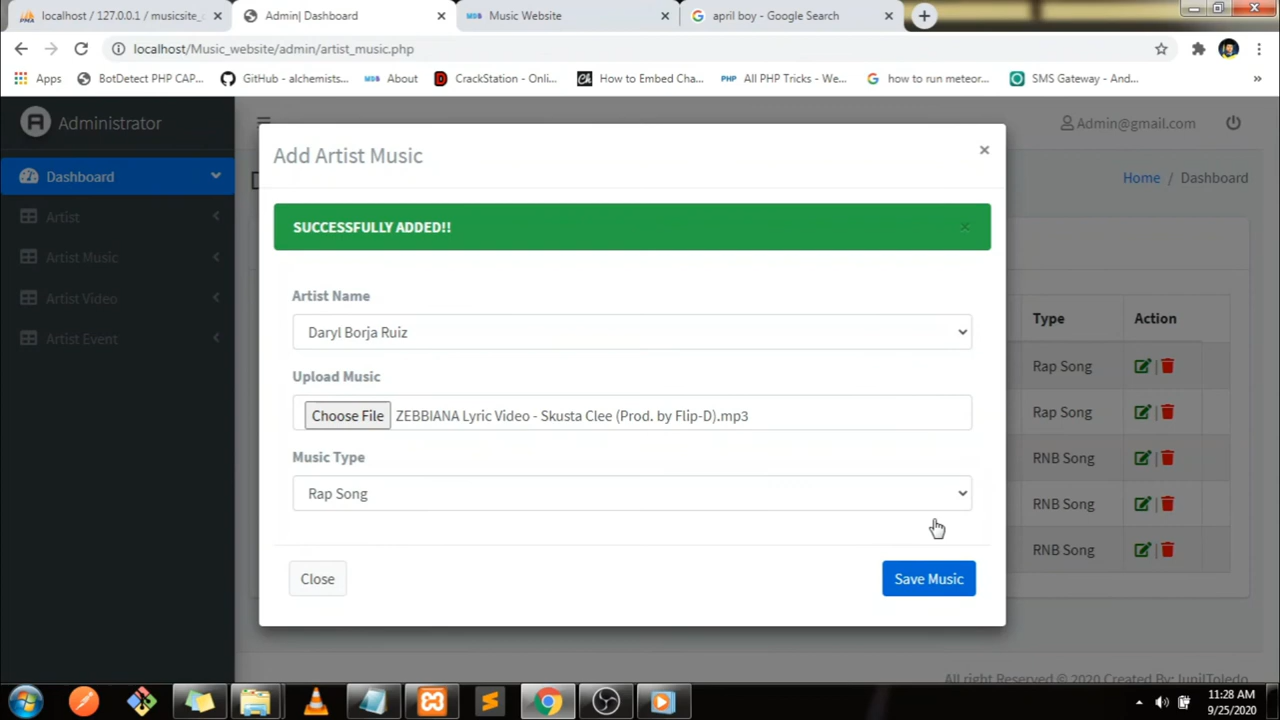 localhost / 127.0.0.1 / musicsite_
Admin| Dashboard
Music Website
april boy - Google Search
localhost/Music_website/admin/artist_music.php
Apps
BotDetect PHP CAP...
GitHub - alchemists...
About
CrackStation - Onli...
How to Embed Cha...
PHP
All PHP Tricks - We...
how to run meteor...
SMS Gateway - And...
»
Administrator
Admin@gmail.com
Add Artist Music
×
Dashboard
Home / Dashboard
SUCCESSFULLY ADDED!!
×
Artist
Artist Music
Artist Video
Artist Event
Artist Name
Daryl Borja Ruiz
Upload Music
Choose File ZEBBIANA Lyric Video - Skusta Clee (Prod. by Flip-D).mp3
Music Type
Rap Song
Close
Save Music
Type Action
Rap Song |
Rap Song |
RNB Song |
RNB Song |
RNB Song |
All right Reserved © 2020 Created By: JunilToledo
11:28 AM
9/25/2020